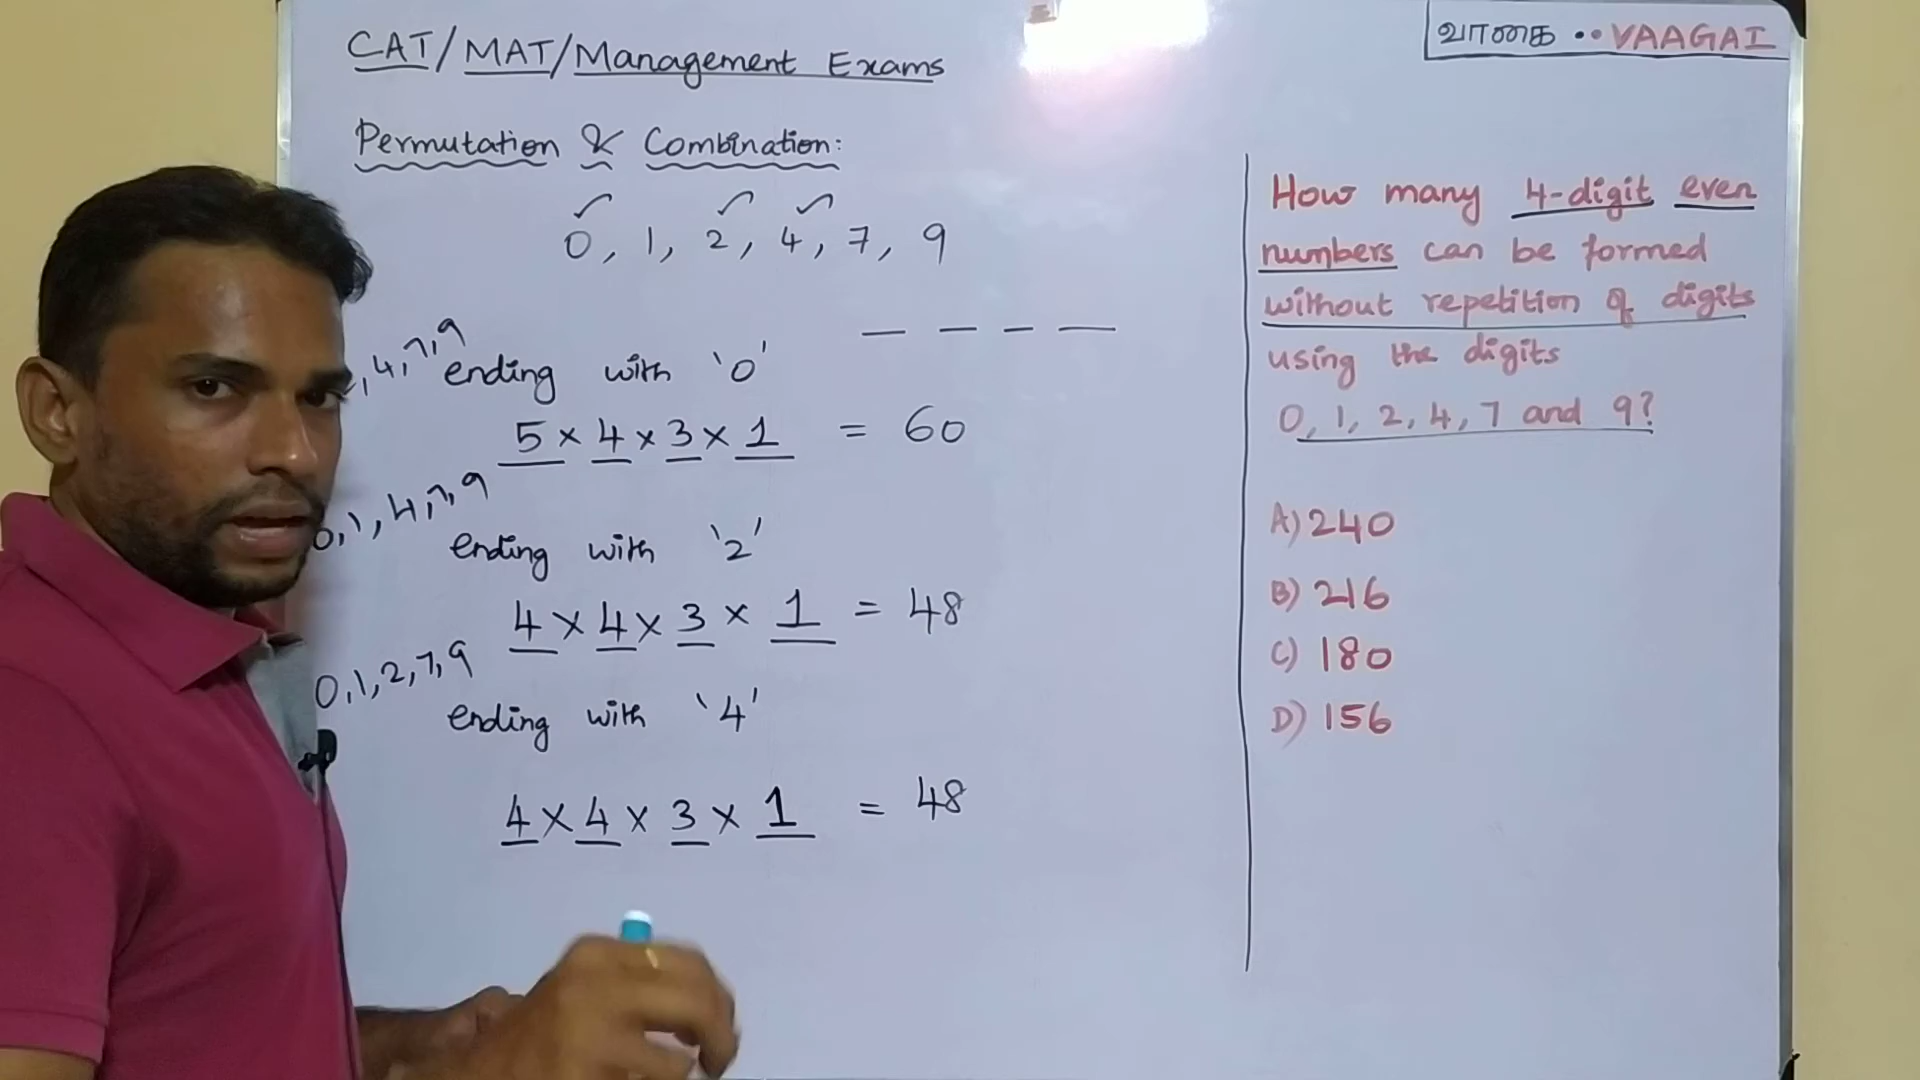 CAT/MAT/Management Exams
வாகை ..VAAGAI
Permutation & Combination:
0, 1, 2, 4, 7, 9
, 4, 7, 9
ending with '0'
5 × 4 × 3 × 1 = 60
0, 1, 4, 7, 9
ending with '2'
4 × 4 × 3 × 1 = 48
0, 1, 2, 7, 9
ending with '4'
4 × 4 × 3 × 1 = 48
How many 4-digit even
numbers can be formed
without repetition of digits
using the digits
0, 1, 2, 4, 7 and 9?
A) 240
B) 216
C) 180
D) 156